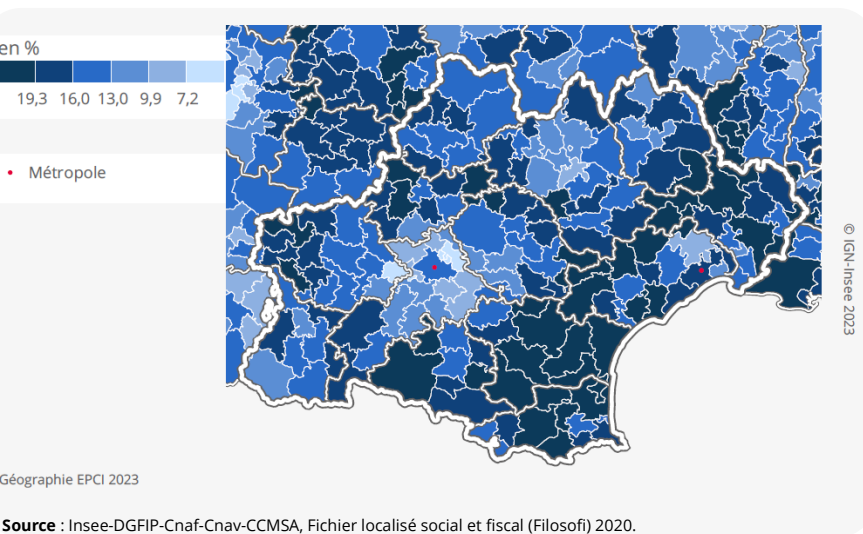 en %
19,3 16,0 13,0 9,9 7,2
Métropole
© IGN-Insee 2023
Géographie EPCI 2023
Source : Insee-DGFIP-Cnaf-Cnav-CCMSA, Fichier localisé social et fiscal (Filosofi) 2020.